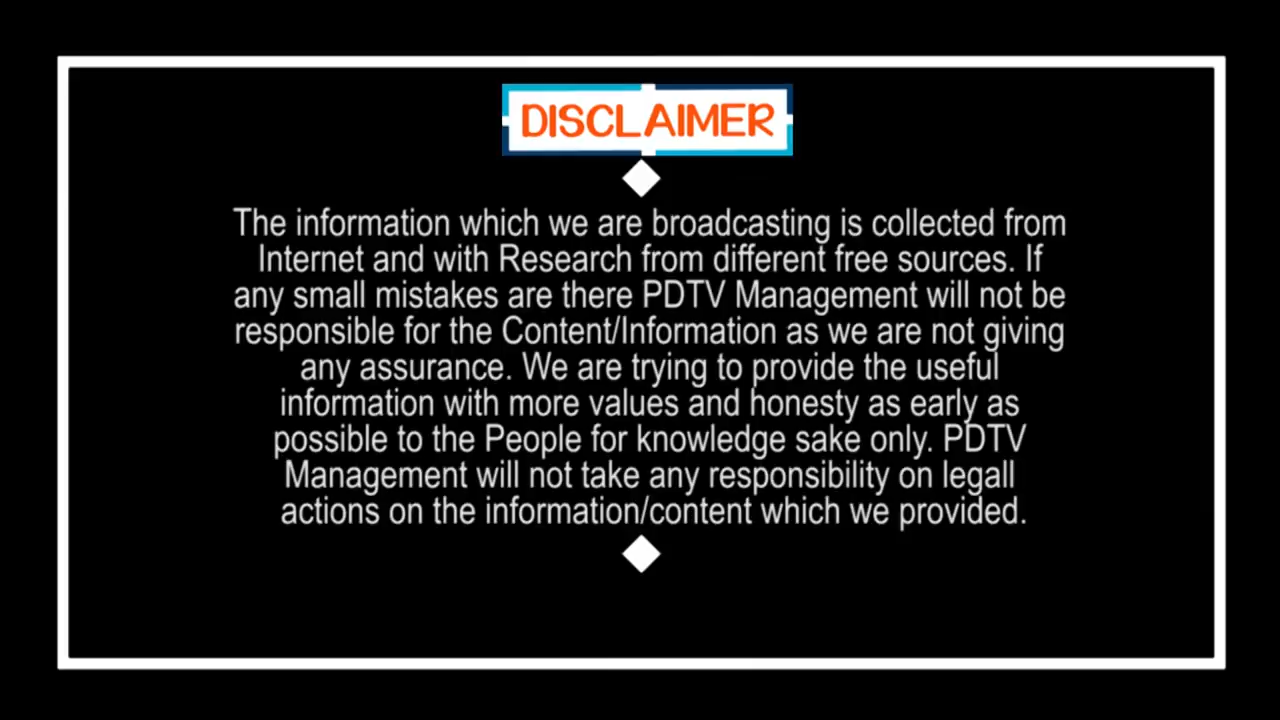 DISCLAIMER
The information which we are broadcasting is collected from
Internet and with Research from different free sources. If
any small mistakes are there PDTV Management will not be
responsible for the Content/Information as we are not giving
any assurance. We are trying to provide the useful
information with more values and honesty as early as
possible to the People for knowledge sake only. PDTV
Management will not take any responsibility on legall
actions on the information/content which we provided.